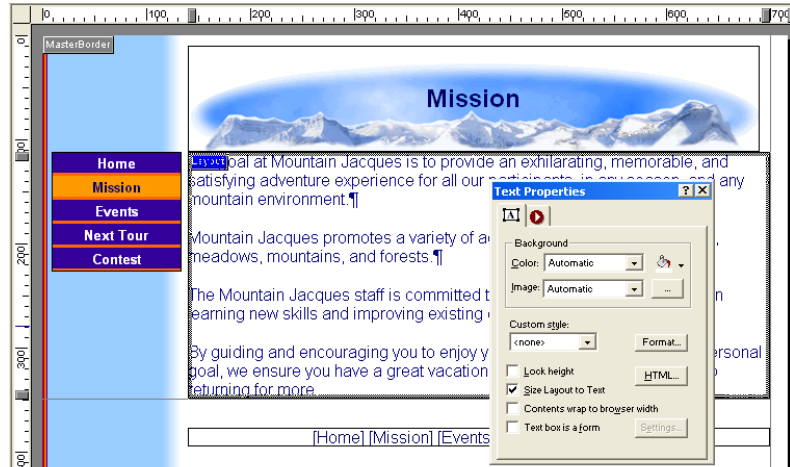 0 100 200 300 400 500 600 700
0
MasterBorder
Mission
100
Home
Mission
Events
Next Tour
Contest
200
300
Layout oal at Mountain Jacques is to provide an exhilarating, memorable, and
satisfying adventure experience for all our any
mountain environment.¶
Mountain Jacques promotes a variety of a
meadows, mountains, and forests.¶
The Mountain Jacques staff is committed t n
learning new skills and improving existing
By guiding and encouraging you to enjoy y ersonal
goal, we ensure you have a great vacation o
returning for more
[Home] [Mission] [Events
Text Properties
Background
Color: Automatic
Image: Automatic ...
Custom style:
<none> Format...
Lock height
HTML...
Size Layout to Text
Contents wrap to browser width
Text box is a form Settings...